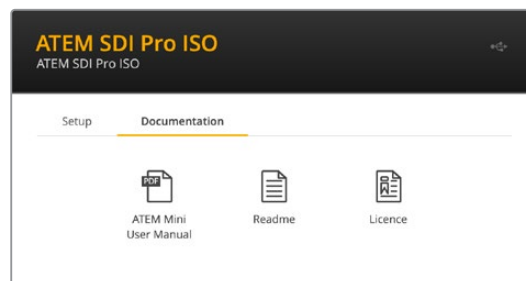 ATEM SDI Pro ISO
ATEM SDI Pro ISO
Setup
Documentation
PDF
ATEM Mini
User Manual
Readme
Licence